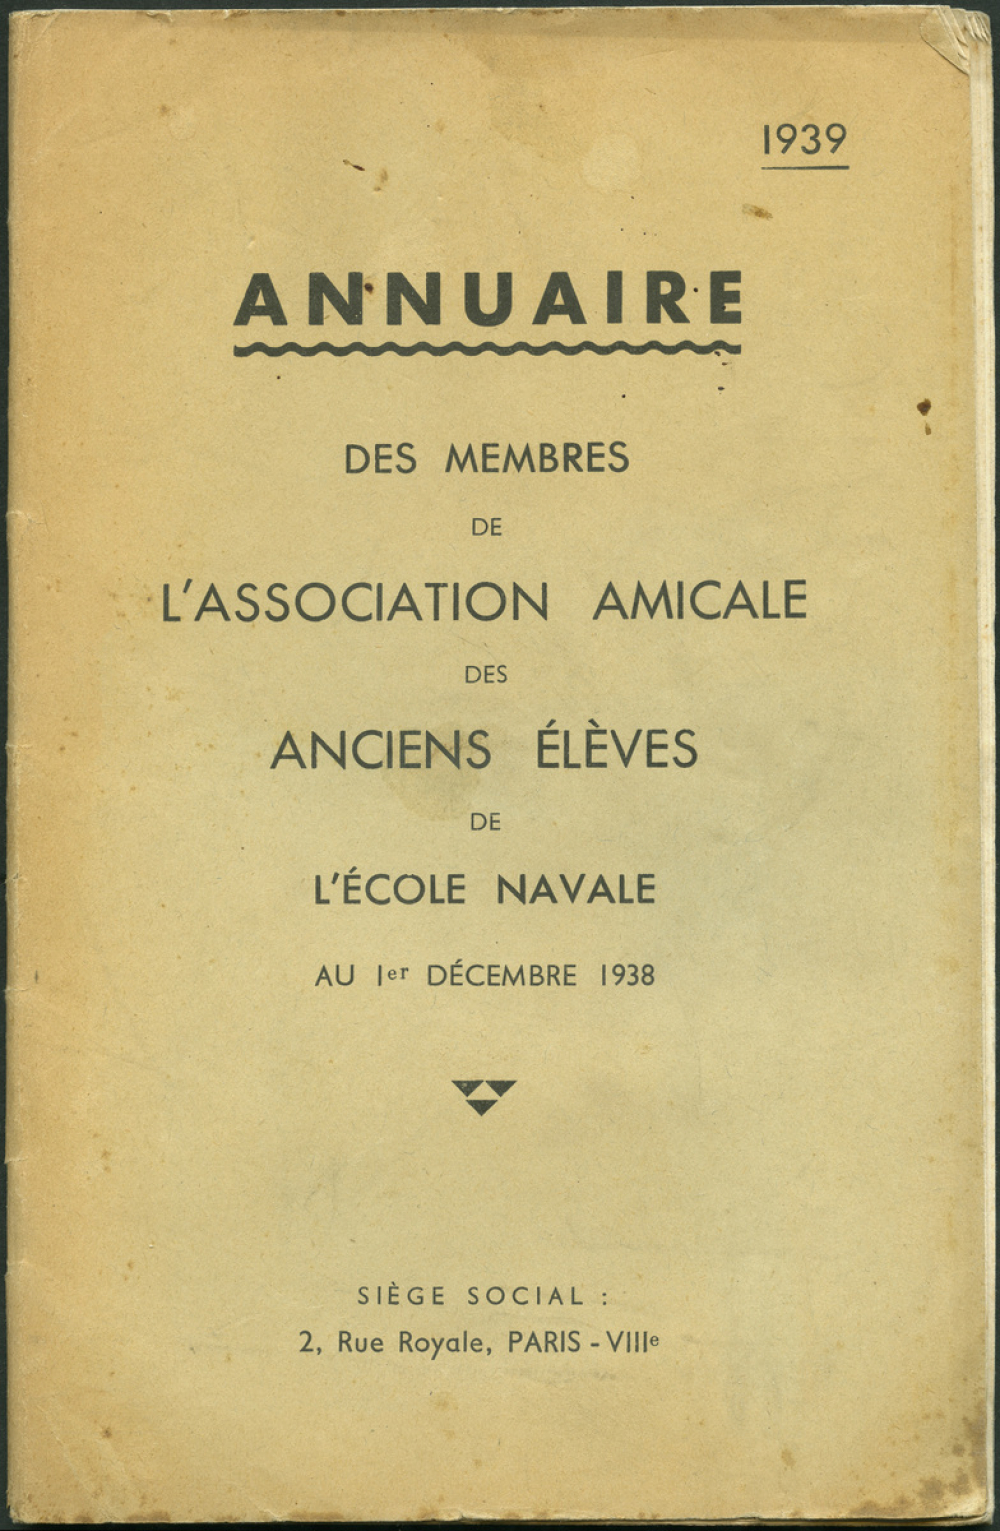 1939
ANNUAIRE
DES MEMBRES
DE
L'ASSOCIATION AMICALE
DES
ANCIENS ÉLÈVES
DE
L'ÉCOLE NAVALE
AU 1er DÉCEMBRE 1938
SIÈGE SOCIAL :
2, Rue Royale, PARIS - VIIIe